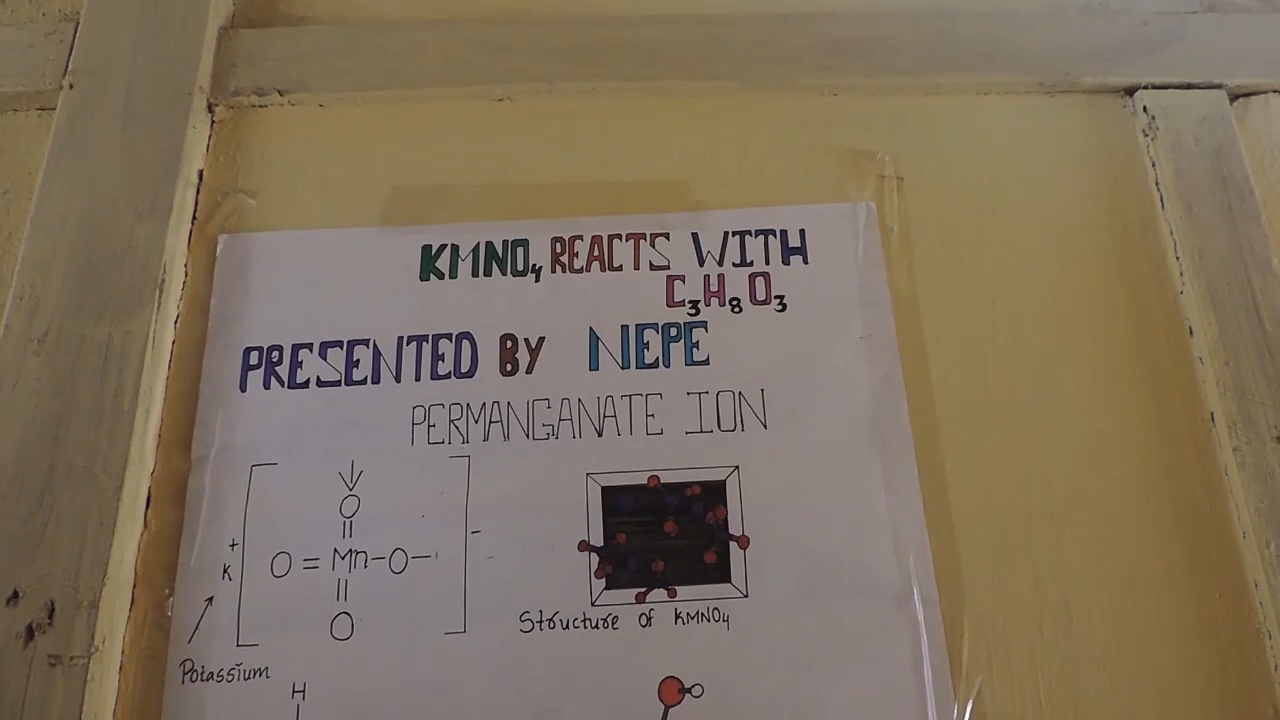 KMNO₄ REACTS WITH
C₃H₈O₃
PRESENTED BY NEPE
PERMANGANATE ION
O
+
K
O = Mn-O-
-
O
Structure of KMNO₄
Potassium
H